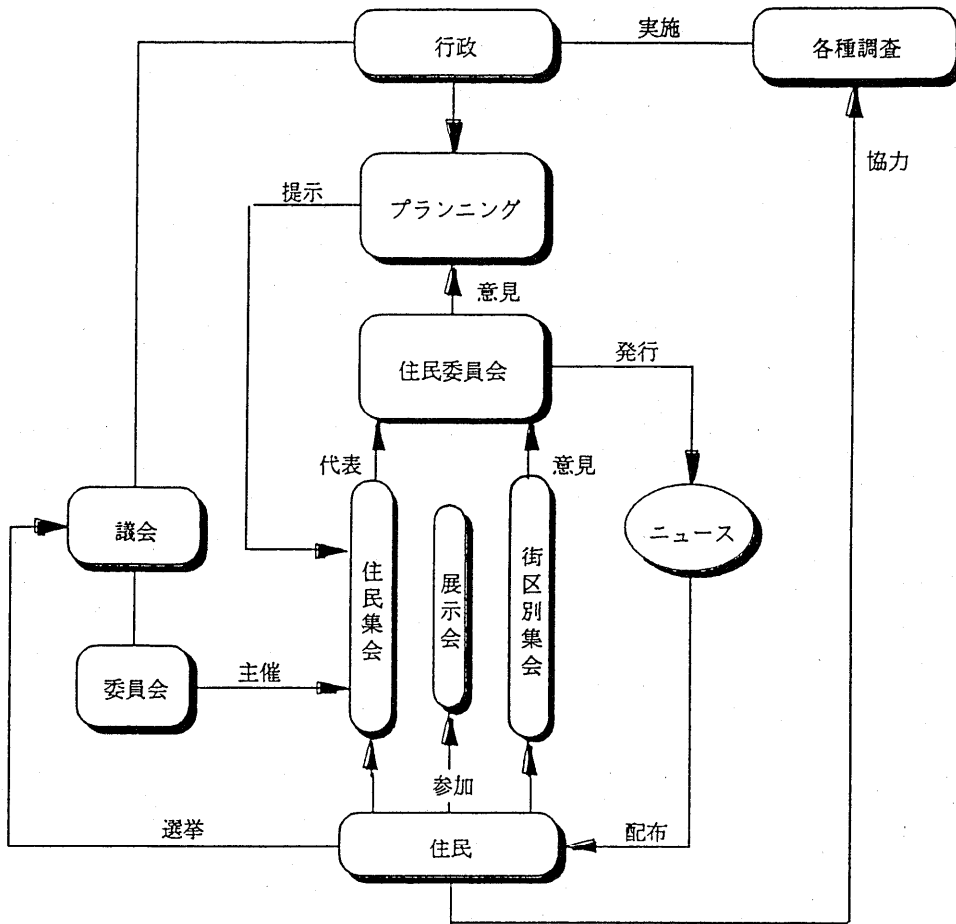 行政
実施
各種調査
協力
提示
プランニング
意見
住民委員会
発行
代表
意見
議会
住民集会
展示会
街区別集会
ニュース
委員会
主催
参加
選挙
住民
配布